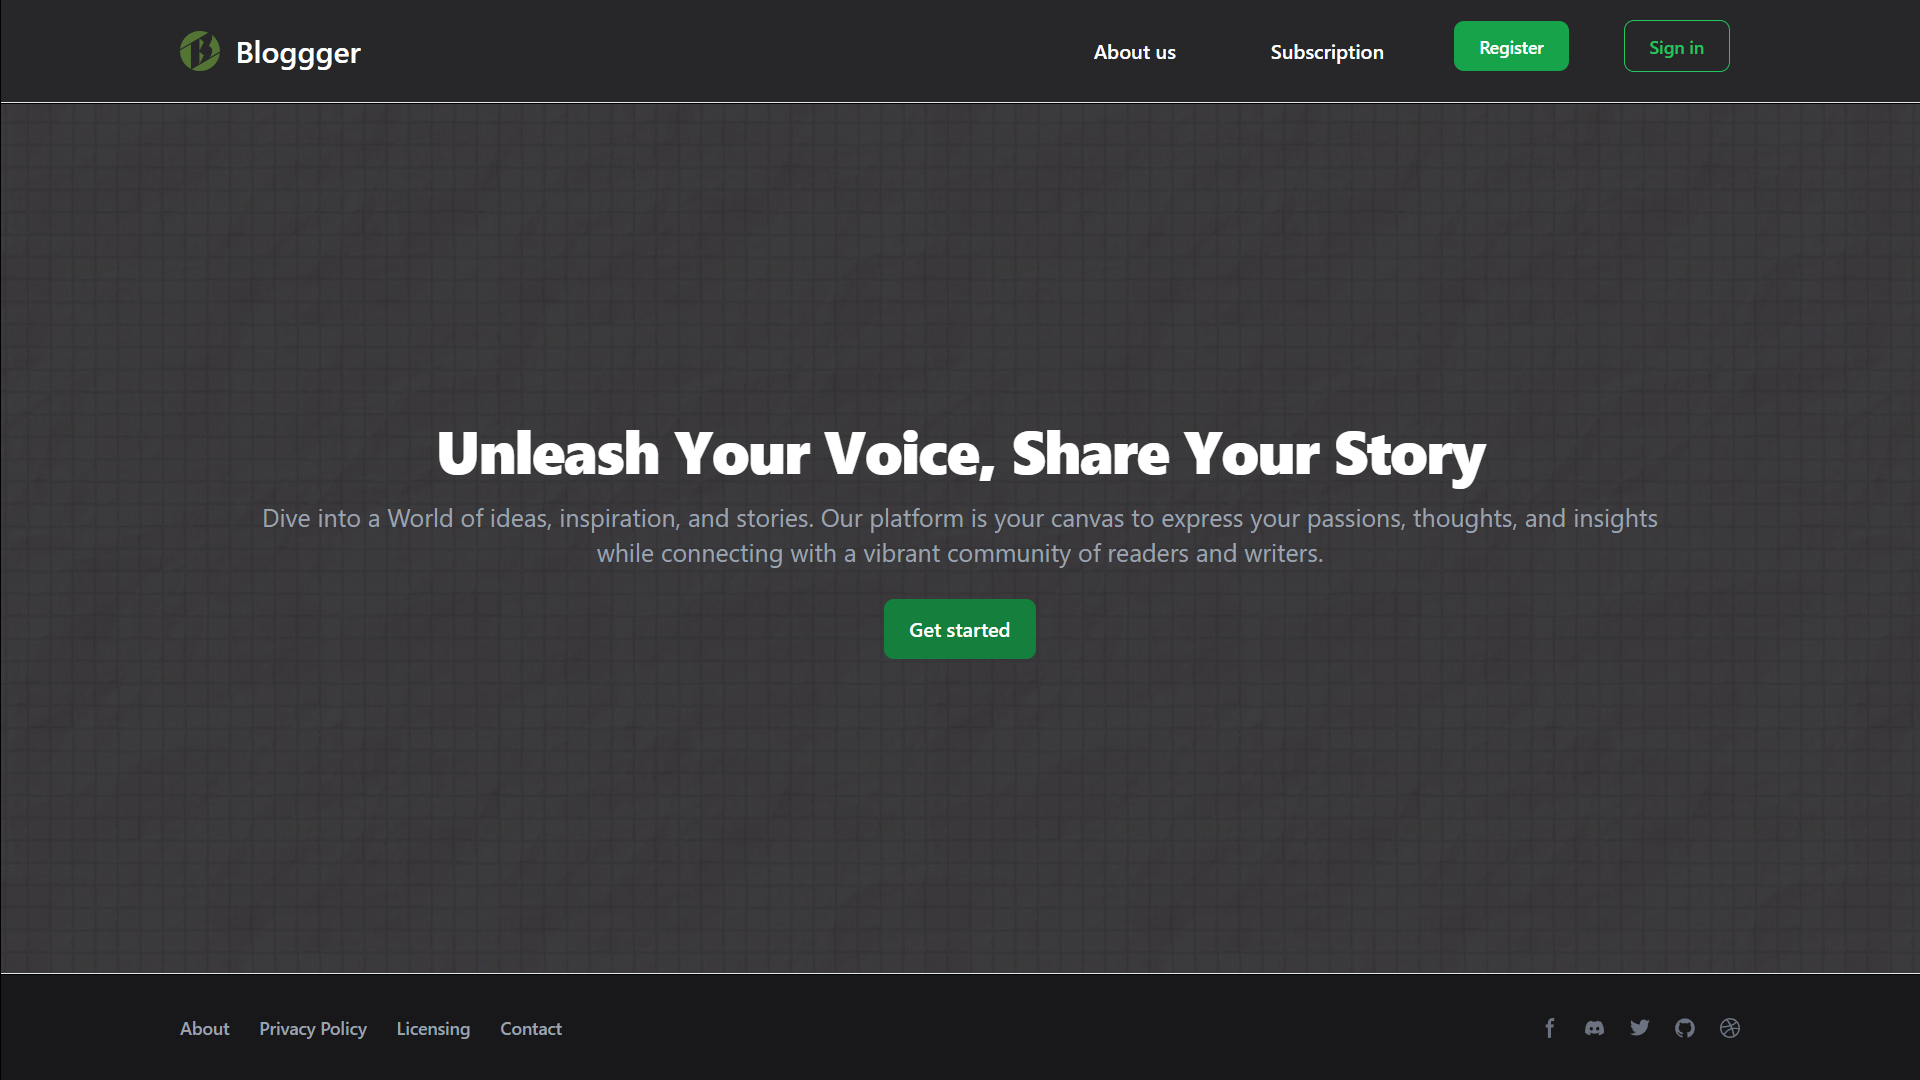 Bloggger
About us
Subscription
Register
Sign in
Unleash Your Voice, Share Your Story
Dive into a World of ideas, inspiration, and stories. Our platform is your canvas to express your passions, thoughts, and insights
while connecting with a vibrant community of readers and writers.
Get started
About
Privacy Policy
Licensing
Contact